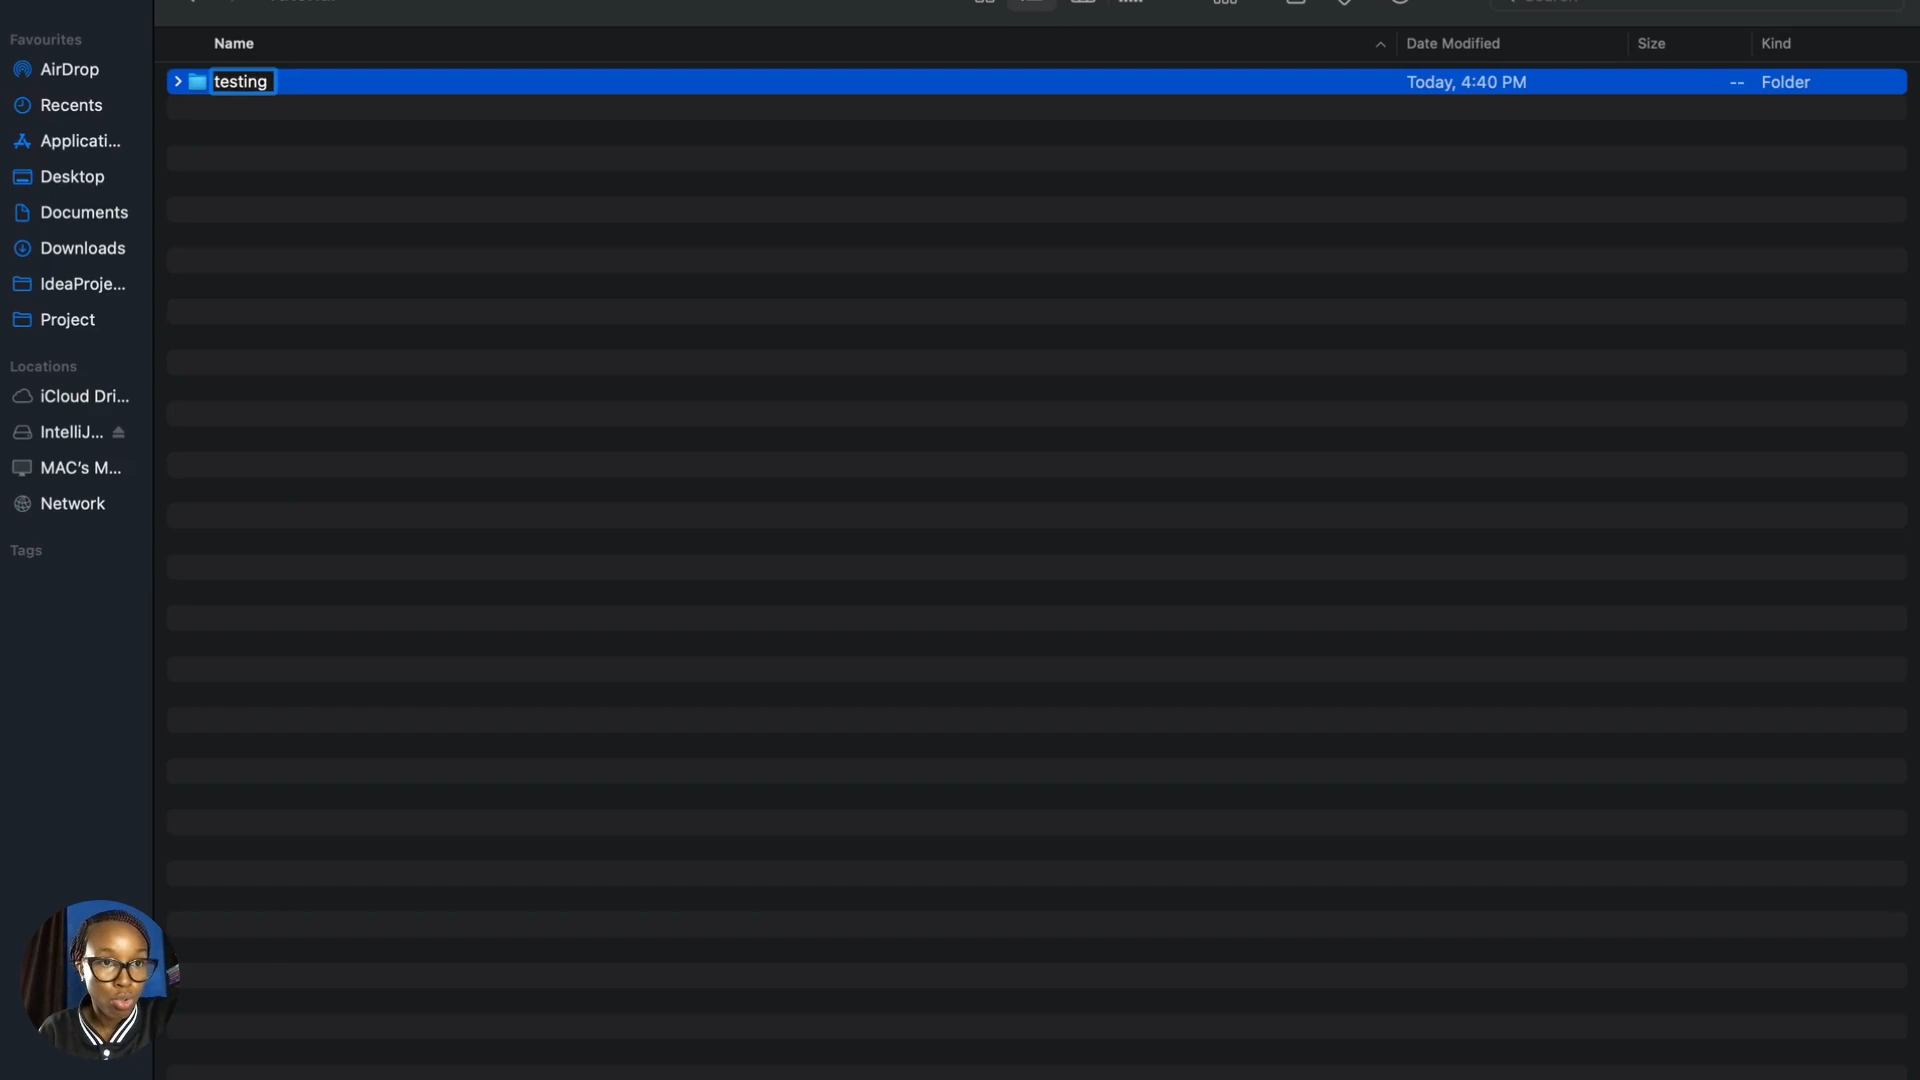 Favourites
AirDrop
Recents
Applicati...
Desktop
Documents
Downloads
IdeaProje...
Project
Locations
iCloud Dri...
IntelliJ...
MAC's M...
Network
Tags
Name
Date Modified
Size
Kind
testing
Today, 4:40 PM
--
Folder